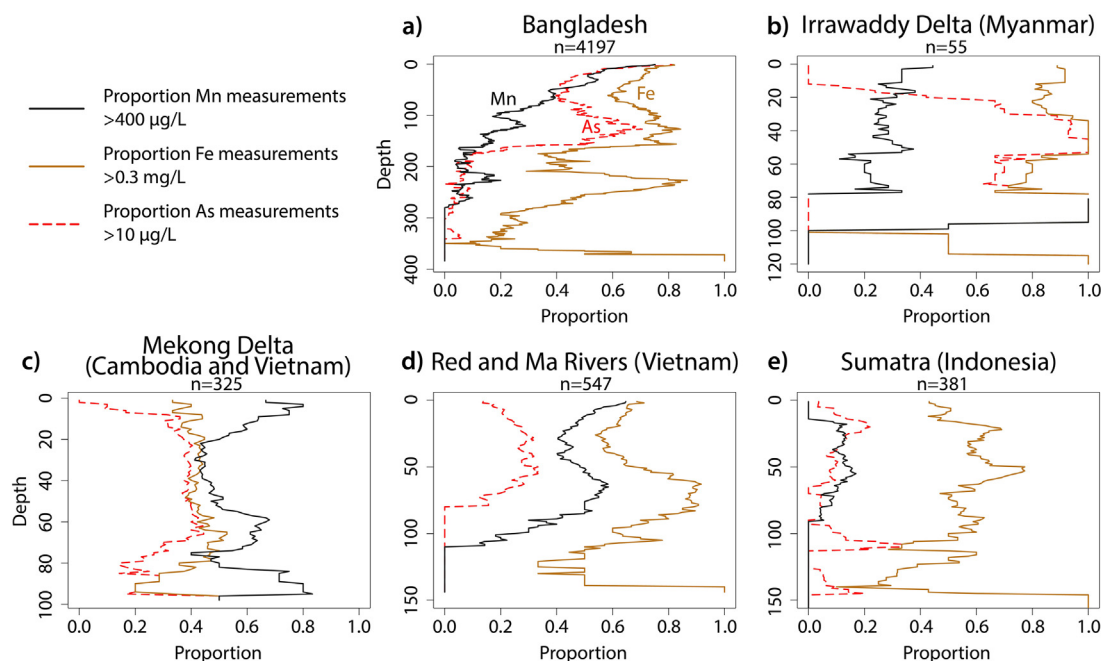 a) Bangladesh
n=4197
b) Irrawaddy Delta (Myanmar)
n=55
Proportion Mn measurements
>400 µg/L
Proportion Fe measurements
>0.3 mg/L
Proportion As measurements
>10 µg/L
Mn
Fe
As
Depth
0
100
200
300
400
0.0 0.2 0.4 0.6 0.8 1.0
Proportion
Depth
0
20
40
60
80
100
120
0.0 0.2 0.4 0.6 0.8 1.0
Proportion
c) Mekong Delta
(Cambodia and Vietnam)
n=325
Depth
0
20
40
60
80
100
0.0 0.2 0.4 0.6 0.8 1.0
Proportion
d) Red and Ma Rivers (Vietnam)
n=547
0
50
100
150
0.0 0.2 0.4 0.6 0.8 1.0
Proportion
e) Sumatra (Indonesia)
n=381
0
50
100
150
0.0 0.2 0.4 0.6 0.8 1.0
Proportion